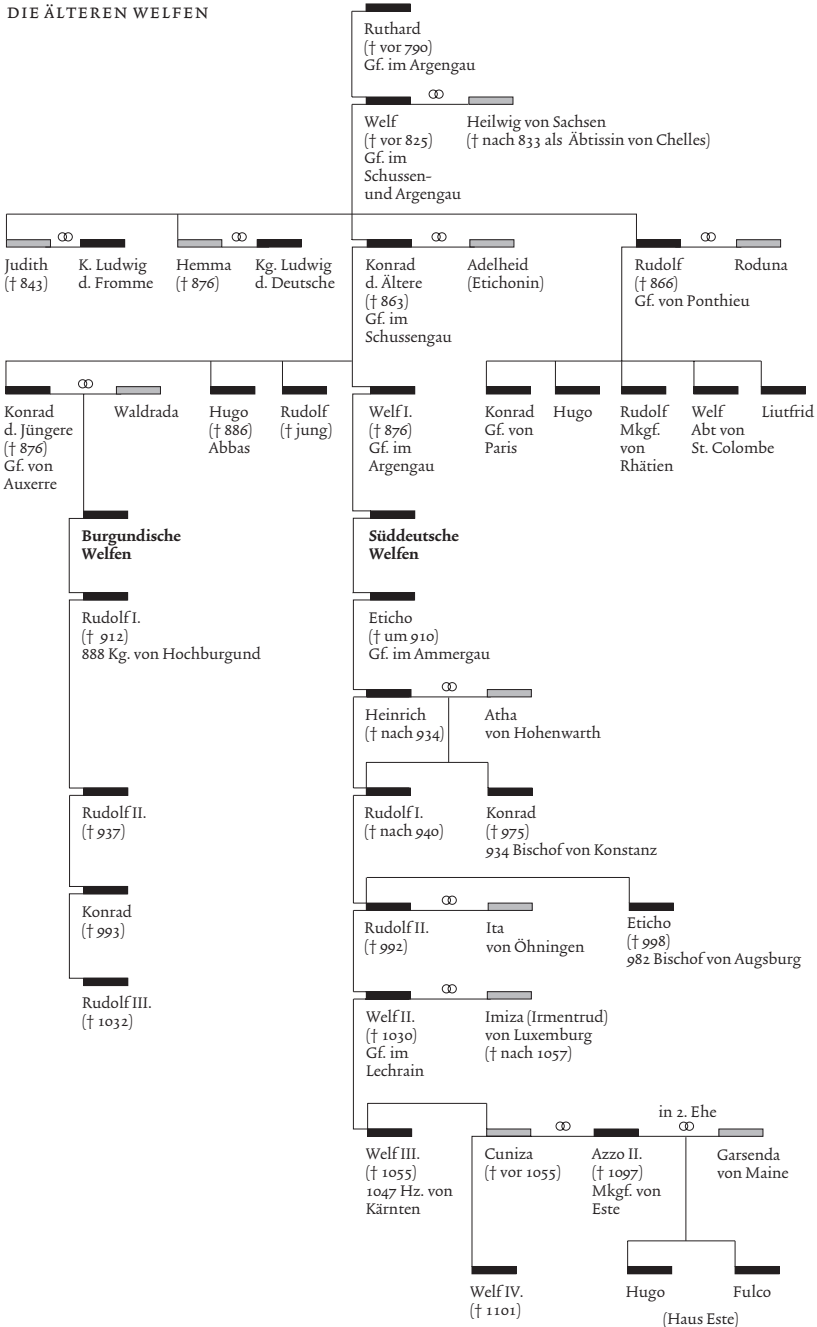 DIE ÄLTEREN WELFEN
Ruthard
(† vor 790)
Gf. im Argengau
Welf
(† vor 825)
Gf. im
Schussen-
und Argengau
Heilwig von Sachsen
(† nach 833 als Äbtissin von Chelles)
Judith
(† 843)
K. Ludwig
d. Fromme
Hemma
(† 876)
Kg. Ludwig
d. Deutsche
Konrad
d. Ältere
(† 863)
Gf. im
Schussengau
Adelheid
(Etichonin)
Rudolf
(† 866)
Gf. von Ponthieu
Roduna
Konrad
d. Jüngere
(† 876)
Gf. von
Auxerre
Waldrada
Hugo
(† 886)
Abbas
Rudolf
(† jung)
Welf I.
(† 876)
Gf. im
Argengau
Konrad
Gf. von
Paris
Hugo
Rudolf
Mkgf.
von
Rhätien
Welf
Abt von
St. Colombe
Liutfrid
Burgundische
Welfen
Süddeutsche
Welfen
Rudolf I.
(† 912)
888 Kg. von Hochburgund
Eticho
(† um 910)
Gf. im Ammergau
Heinrich
(† nach 934)
Atha
von Hohenwarth
Rudolf II.
(† 937)
Rudolf I.
(† nach 940)
Konrad
(† 975)
934 Bischof von Konstanz
Konrad
(† 993)
Rudolf II.
(† 992)
Ita
von Öhningen
Eticho
(† 998)
982 Bischof von Augsburg
Rudolf III.
(† 1032)
Welf II.
(† 1030)
Gf. im
Lechrain
Imiza (Irmentrud)
von Luxemburg
(† nach 1057)
in 2. Ehe
Welf III.
(† 1055)
1047 Hz. von
Kärnten
Cuniza
(† vor 1055)
Azzo II.
(† 1097)
Mkgf. von
Este
Garsenda
von Maine
Welf IV.
(† 1101)
Hugo
Fulco
(Haus Este)